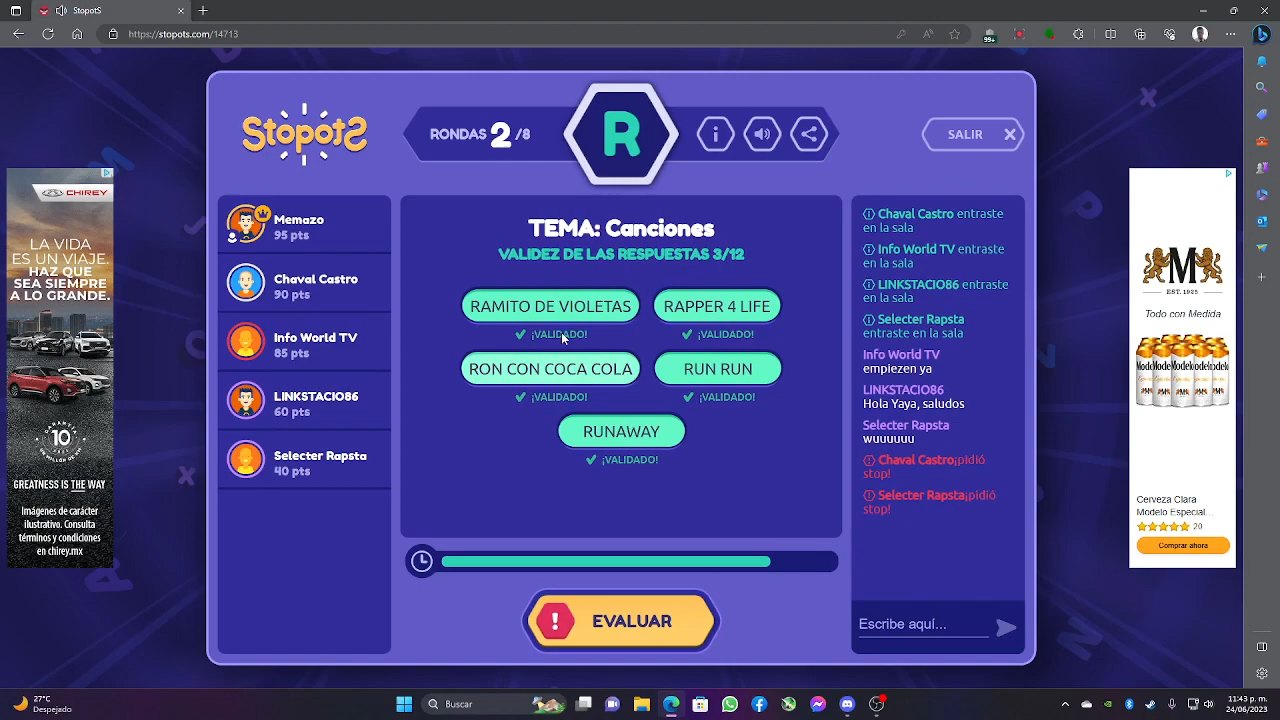 Stopots
https://stopots.com/14713
99+
StopotS
RONDAS 2 /8
R
SALIR
CHIREY
LA VIDA
ES UN VIAJE.
HAZ QUE
SEA SIEMPRE
A LO GRANDE.
10
GREATNESS IS THE WAY
Imágenes de carácter
ilustrativo. Consulta
términos y condiciones
en chirey.mx
Memazo
95 pts
Chaval Castro
90 pts
Info World TV
85 pts
LINKSTACIO86
60 pts
Selecter Rapsta
40 pts
TEMA: Canciones
VALIDEZ DE LAS RESPUESTAS 3/12
RAMITO DE VIOLETAS
¡VALIDADO!
RAPPER 4 LIFE
¡VALIDADO!
RON CON COCA COLA
¡VALIDADO!
RUN RUN
¡VALIDADO!
RUNAWAY
¡VALIDADO!
! EVALUAR
Chaval Castro entraste
en la sala
Info World TV entraste
en la sala
LINKSTACIO86 entraste
en la sala
Selecter Rapsta
entraste en la sala
Info World TV
empiezen ya
LINKSTACIO86
Hola Yaya, saludos
Selecter Rapsta
wuuuuuu
Chaval Castro¡pidió
stop!
Selecter Rapsta¡pidió
stop!
Escribe aquí...
M
EST. 1925
Todo con Medida
Modelo
Cerveza Clara
Modelo Especial...
20
Comprar ahora
27°C
Despejado
Buscar
11:43 p.m.
24/06/2023